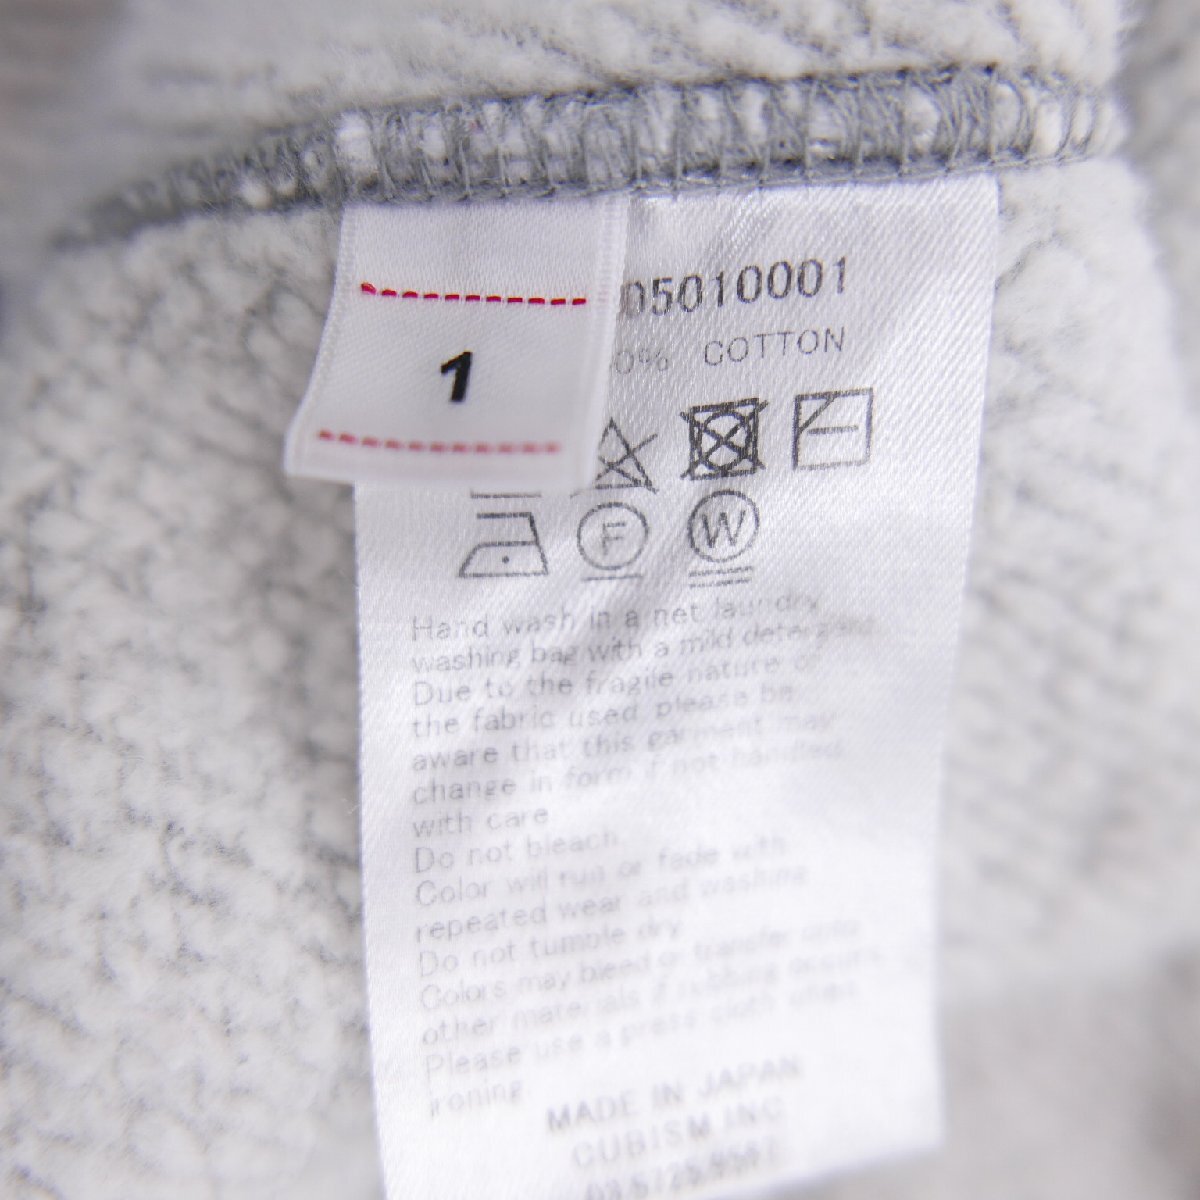 1
05010001
0% COTTON
F
W
Hand wash in a net laundry
washing bag with a mild detergent.
Due to the fragile nature of
the fabric used, please be
aware that this garment may
change in form if not handled
with care.
Do not bleach.
Color will run or fade with
repeated wear and washing
Do not tumble dry
Colors may bleed or transfer onto
other materials if rubbing occurs.
Please use a press cloth when
ironing.
MADE IN JAPAN
CUBISM INC